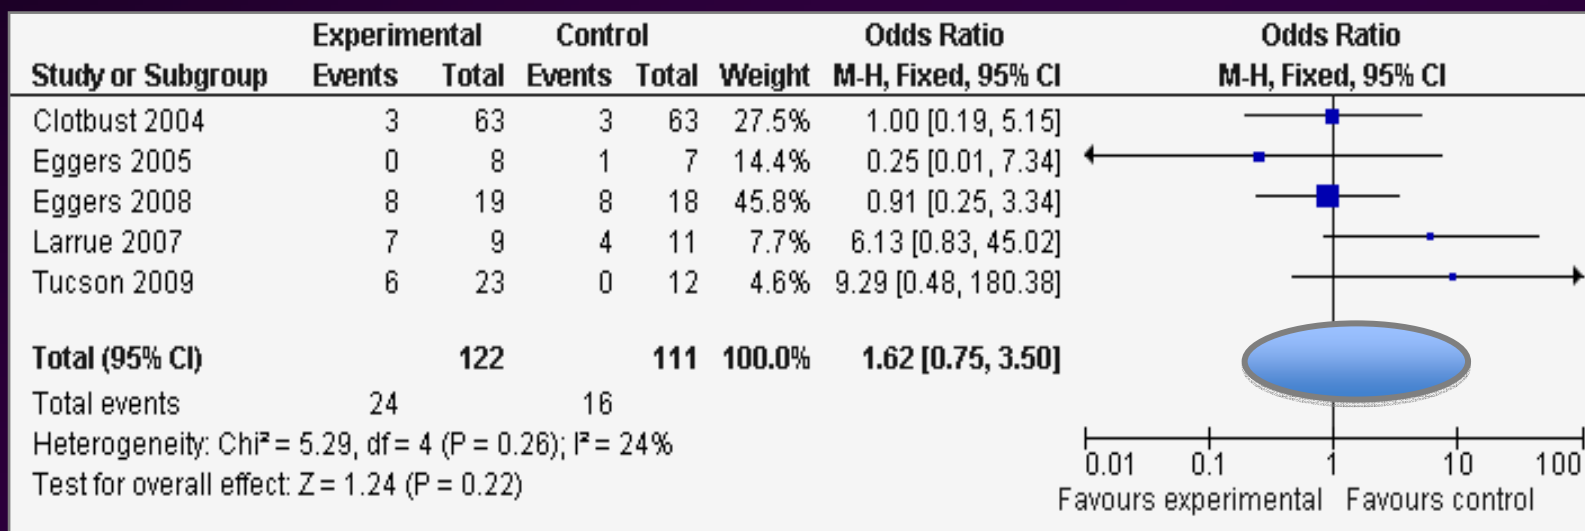 Experimental Control Odds Ratio Odds Ratio
Study or Subgroup Events Total Events Total Weight M-H, Fixed, 95% CI M-H, Fixed, 95% CI
Clotbust 2004 3 63 3 63 27.5% 1.00 [0.19, 5.15]
Eggers 2005 0 8 1 7 14.4% 0.25 [0.01, 7.34]
Eggers 2008 8 19 8 18 45.8% 0.91 [0.25, 3.34]
Larrue 2007 7 9 4 11 7.7% 6.13 [0.83, 45.02]
Tucson 2009 6 23 0 12 4.6% 9.29 [0.48, 180.38]
Total (95% CI) 122 111 100.0% 1.62 [0.75, 3.50]
Total events 24 16
Heterogeneity: Chi² = 5.29, df = 4 (P = 0.26); I² = 24%
Test for overall effect: Z = 1.24 (P = 0.22)
0.01 0.1 1 10 100
Favours experimental Favours control